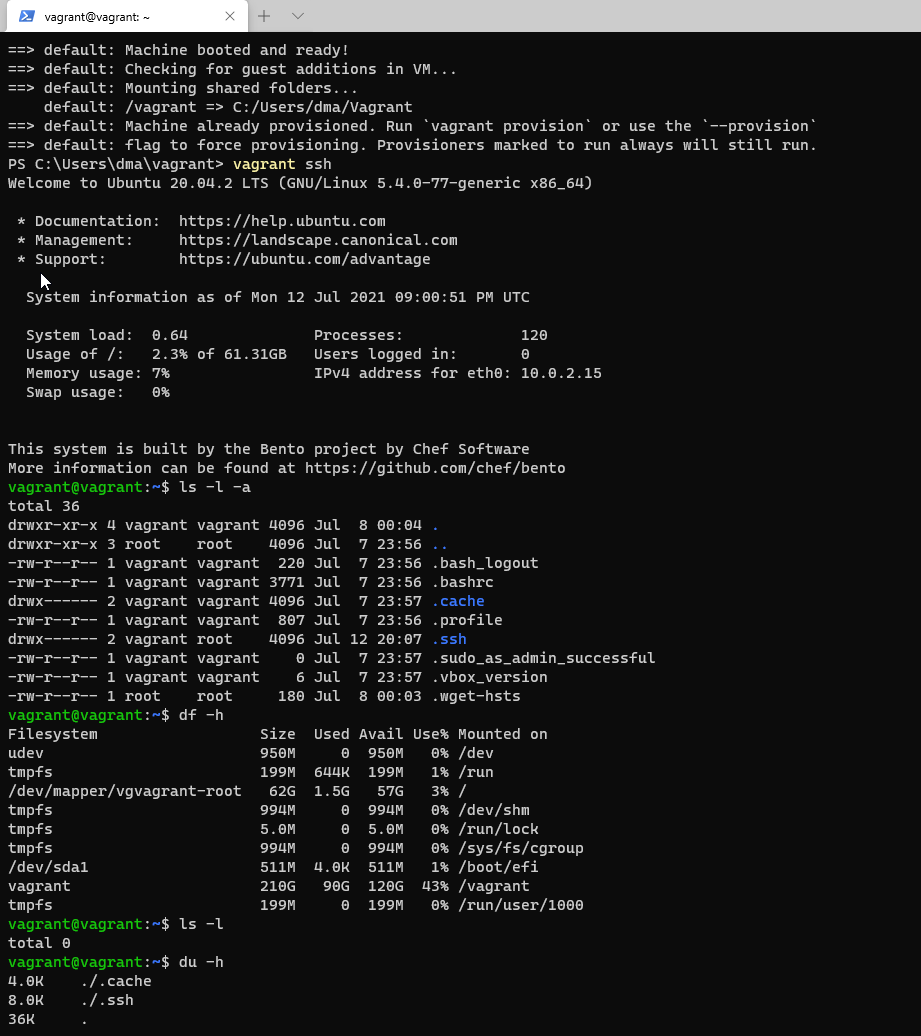 vagrant@vagrant: ~
==> default: Machine booted and ready!
==> default: Checking for guest additions in VM...
==> default: Mounting shared folders...
    default: /vagrant => C:/Users/dma/Vagrant
==> default: Machine already provisioned. Run `vagrant provision` or use the `--provision`
==> default: flag to force provisioning. Provisioners marked to run always will still run.
PS C:\Users\dma\vagrant> vagrant ssh
Welcome to Ubuntu 20.04.2 LTS (GNU/Linux 5.4.0-77-generic x86_64)

 * Documentation:  https://help.ubuntu.com
 * Management:     https://landscape.canonical.com
 * Support:        https://ubuntu.com/advantage

  System information as of Mon 12 Jul 2021 09:00:51 PM UTC

  System load:  0.64              Processes:             120
  Usage of /:   2.3% of 61.31GB   Users logged in:       0
  Memory usage: 7%                IPv4 address for eth0: 10.0.2.15
  Swap usage:   0%


This system is built by the Bento project by Chef Software
More information can be found at https://github.com/chef/bento
vagrant@vagrant:~$ ls -l -a
total 36
drwxr-xr-x 4 vagrant vagrant 4096 Jul  8 00:04 .
drwxr-xr-x 3 root    root    4096 Jul  7 23:56 ..
-rw-r--r-- 1 vagrant vagrant  220 Jul  7 23:56 .bash_logout
-rw-r--r-- 1 vagrant vagrant 3771 Jul  7 23:56 .bashrc
drwx------ 2 vagrant vagrant 4096 Jul  7 23:57 .cache
-rw-r--r-- 1 vagrant vagrant  807 Jul  7 23:56 .profile
drwx------ 2 vagrant root    4096 Jul 12 20:07 .ssh
-rw-r--r-- 1 vagrant vagrant    0 Jul  7 23:57 .sudo_as_admin_successful
-rw-r--r-- 1 vagrant vagrant    6 Jul  7 23:57 .vbox_version
-rw-r--r-- 1 root    root     180 Jul  8 00:03 .wget-hsts
vagrant@vagrant:~$ df -h
Filesystem                  Size  Used Avail Use% Mounted on
udev                        950M     0  950M   0% /dev
tmpfs                       199M  644K  199M   1% /run
/dev/mapper/vgvagrant-root   62G  1.5G   57G   3% /
tmpfs                       994M     0  994M   0% /dev/shm
tmpfs                       5.0M     0  5.0M   0% /run/lock
tmpfs                       994M     0  994M   0% /sys/fs/cgroup
/dev/sda1                   511M  4.0K  511M   1% /boot/efi
vagrant                     210G   90G  120G  43% /vagrant
tmpfs                       199M     0  199M   0% /run/user/1000
vagrant@vagrant:~$ ls -l
total 0
vagrant@vagrant:~$ du -h
4.0K    ./.cache
8.0K    ./.ssh
36K     .